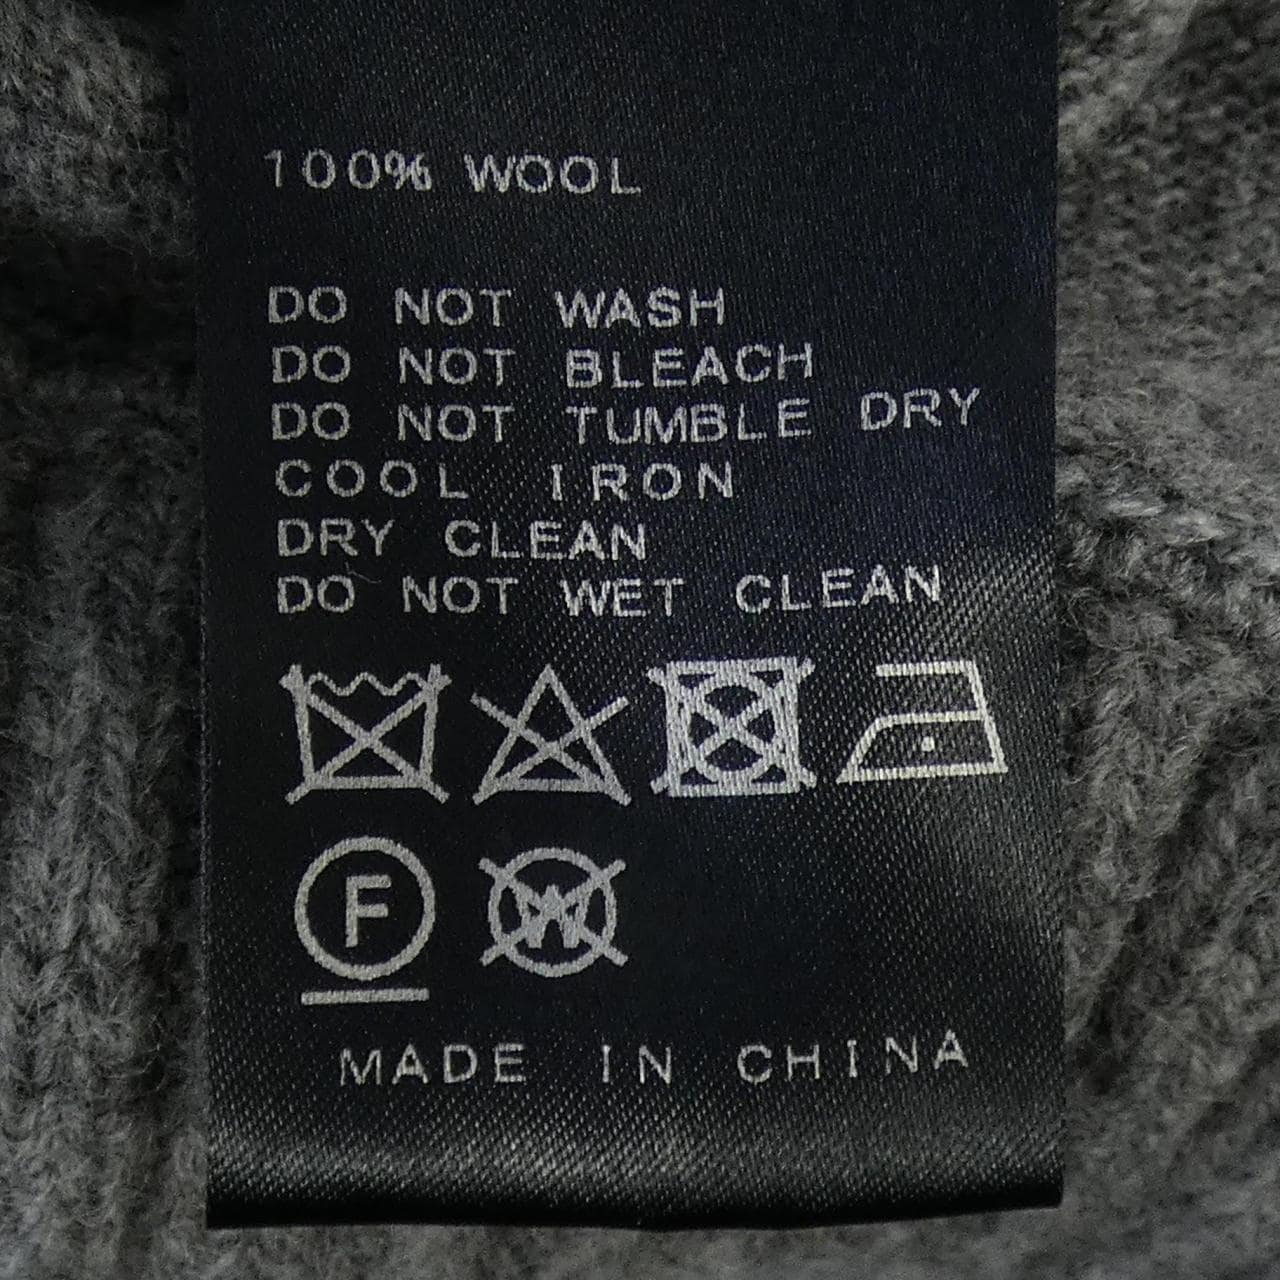 100% WOOL
DO NOT WASH
DO NOT BLEACH
DO NOT TUMBLE DRY
COOL IRON
DRY CLEAN
DO NOT WET CLEAN
F W
MADE IN CHINA